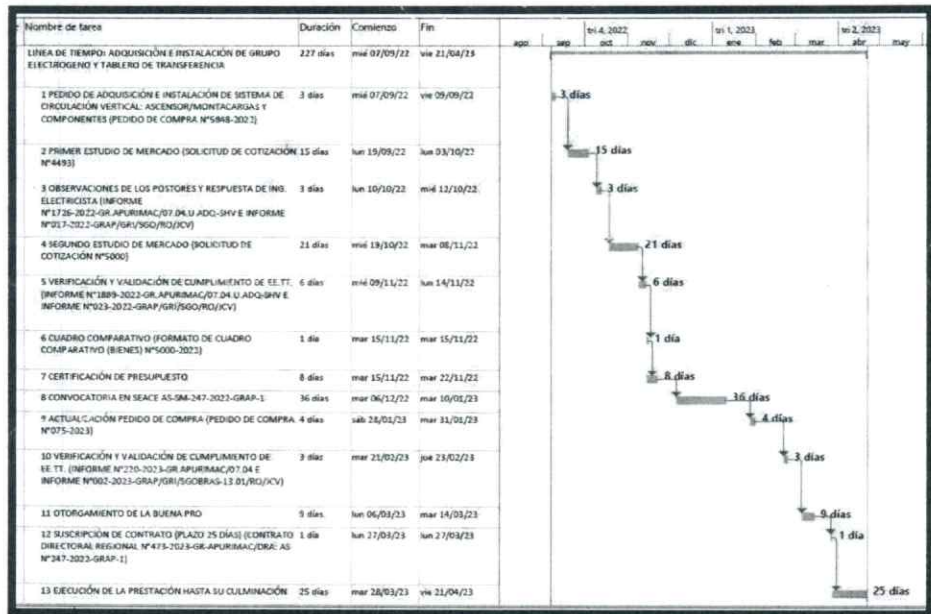 Nombre de tarea Duración Comienzo Fin
tri 4, 2022 tri 1, 2023 tri 2, 2023
ago sep oct nov dic ene feb mar abr may
LINEA DE TIEMPO: ADQUISICIÓN E INSTALACIÓN DE GRUPO 227 días mié 07/09/22 vie 21/04/23
ELECTROGENO Y TABLERO DE TRANSFERENCIA
1 PEDIDO DE ADQUISICIÓN E INSTALACIÓN DE SISTEMA DE 3 días mié 07/09/22 vie 09/09/22 3 días
CIRCULACIÓN VERTICAL: ASCENSOR/MONTACARGAS Y
COMPONENTES (PEDIDO DE COMPRA N°5848-2022)
2 PRIMER ESTUDIO DE MERCADO (SOLICITUD DE COTIZACIÓN 15 días lun 19/09/22 lun 03/10/22 15 días
N°4493)
3 OBSERVACIONES DE LOS POSTORES Y RESPUESTA DE ING. 3 días lun 10/10/22 mié 12/10/22 3 días
ELECTRICISTA (INFORME
N°1726-2022-GR.APURIMAC/07.04.U.ADQ-SHV E INFORME
N°017-2022-GRAP/GRI/SGO/RO/JCV)
4 SEGUNDO ESTUDIO DE MERCADO (SOLICITUD DE 21 días mié 19/10/22 mar 08/11/22 21 días
COTIZACIÓN N°5000)
5 VERIFICACIÓN Y VALIDACIÓN DE CUMPLIMIENTO DE EE.TT. 6 días mié 09/11/22 lun 14/11/22 6 días
(INFORME N°1889-2022-GR.APURIMAC/07.04.U.ADQ-SHV E
INFORME N°023-2022-GRAP/GRI/SGO/RO/JCV)
6 CUADRO COMPARATIVO (FORMATO DE CUADRO 1 día mar 15/11/22 mar 15/11/22 1 día
COMPARATIVO (BIENES) N°5000-2022)
7 CERTIFICACIÓN DE PRESUPUESTO 8 días mar 15/11/22 mar 22/11/22 8 días
8 CONVOCATORIA EN SEACE AS-SM-247-2022-GRAP-1 36 días mar 06/12/22 mar 10/01/23 36 días
9 ACTUALIZACIÓN PEDIDO DE COMPRA (PEDIDO DE COMPRA 4 días sáb 28/01/23 mar 31/01/23 4 días
N°075-2023)
10 VERIFICACIÓN Y VALIDACIÓN DE CUMPLIMIENTO DE 3 días mar 21/02/23 jue 23/02/23 3 días
EE.TT. (INFORME N°220-2023-GR.APURIMAC/07.04 E
INFORME N°002-2023-GRAP/GRI/SGOBRAS-13.01/RO/JCV)
11 OTORGAMIENTO DE LA BUENA PRO 9 días lun 06/03/23 mar 14/03/23 9 días
12 SUSCRIPCIÓN DE CONTRATO (PLAZO 25 DÍAS) (CONTRATO 1 día lun 27/03/23 lun 27/03/23 1 día
DIRECTORAL REGIONAL N°473-2023-GR-APURIMAC/DRA: AS
N°247-2022-GRAP-1)
13 EJECUCIÓN DE LA PRESTACIÓN HASTA SU CULMINACIÓN 25 días mar 28/03/23 vie 21/04/23 25 días